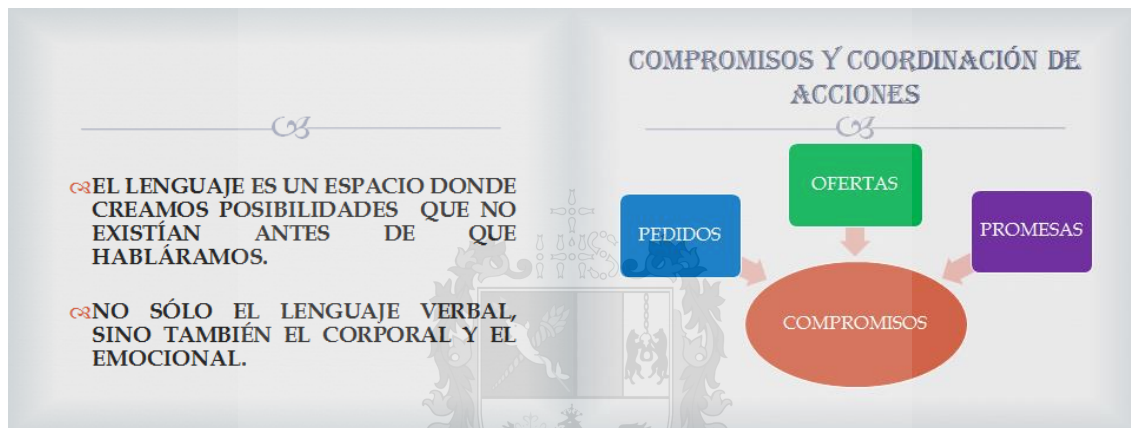 EL LENGUAJE ES UN ESPACIO DONDE
CREAMOS POSIBILIDADES QUE NO
EXISTÍAN ANTES DE QUE
HABLÁRAMOS.
NO SÓLO EL LENGUAJE VERBAL,
SINO TAMBIÉN EL CORPORAL Y EL
EMOCIONAL.
COMPROMISOS Y COORDINACIÓN DE
ACCIONES
OFERTAS
PEDIDOS
PROMESAS
COMPROMISOS